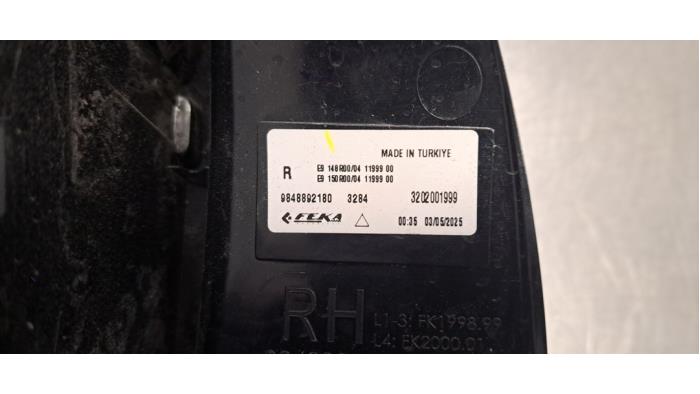 MADE IN TURKIYE
R
E9 148R00/04 11999 00
E9 150R00/04 11999 00
9848892180 3284 3202001999
FEKA 00:35 03/05/2025
RH
L1-3: FK1998.99
L4: FK2000.01